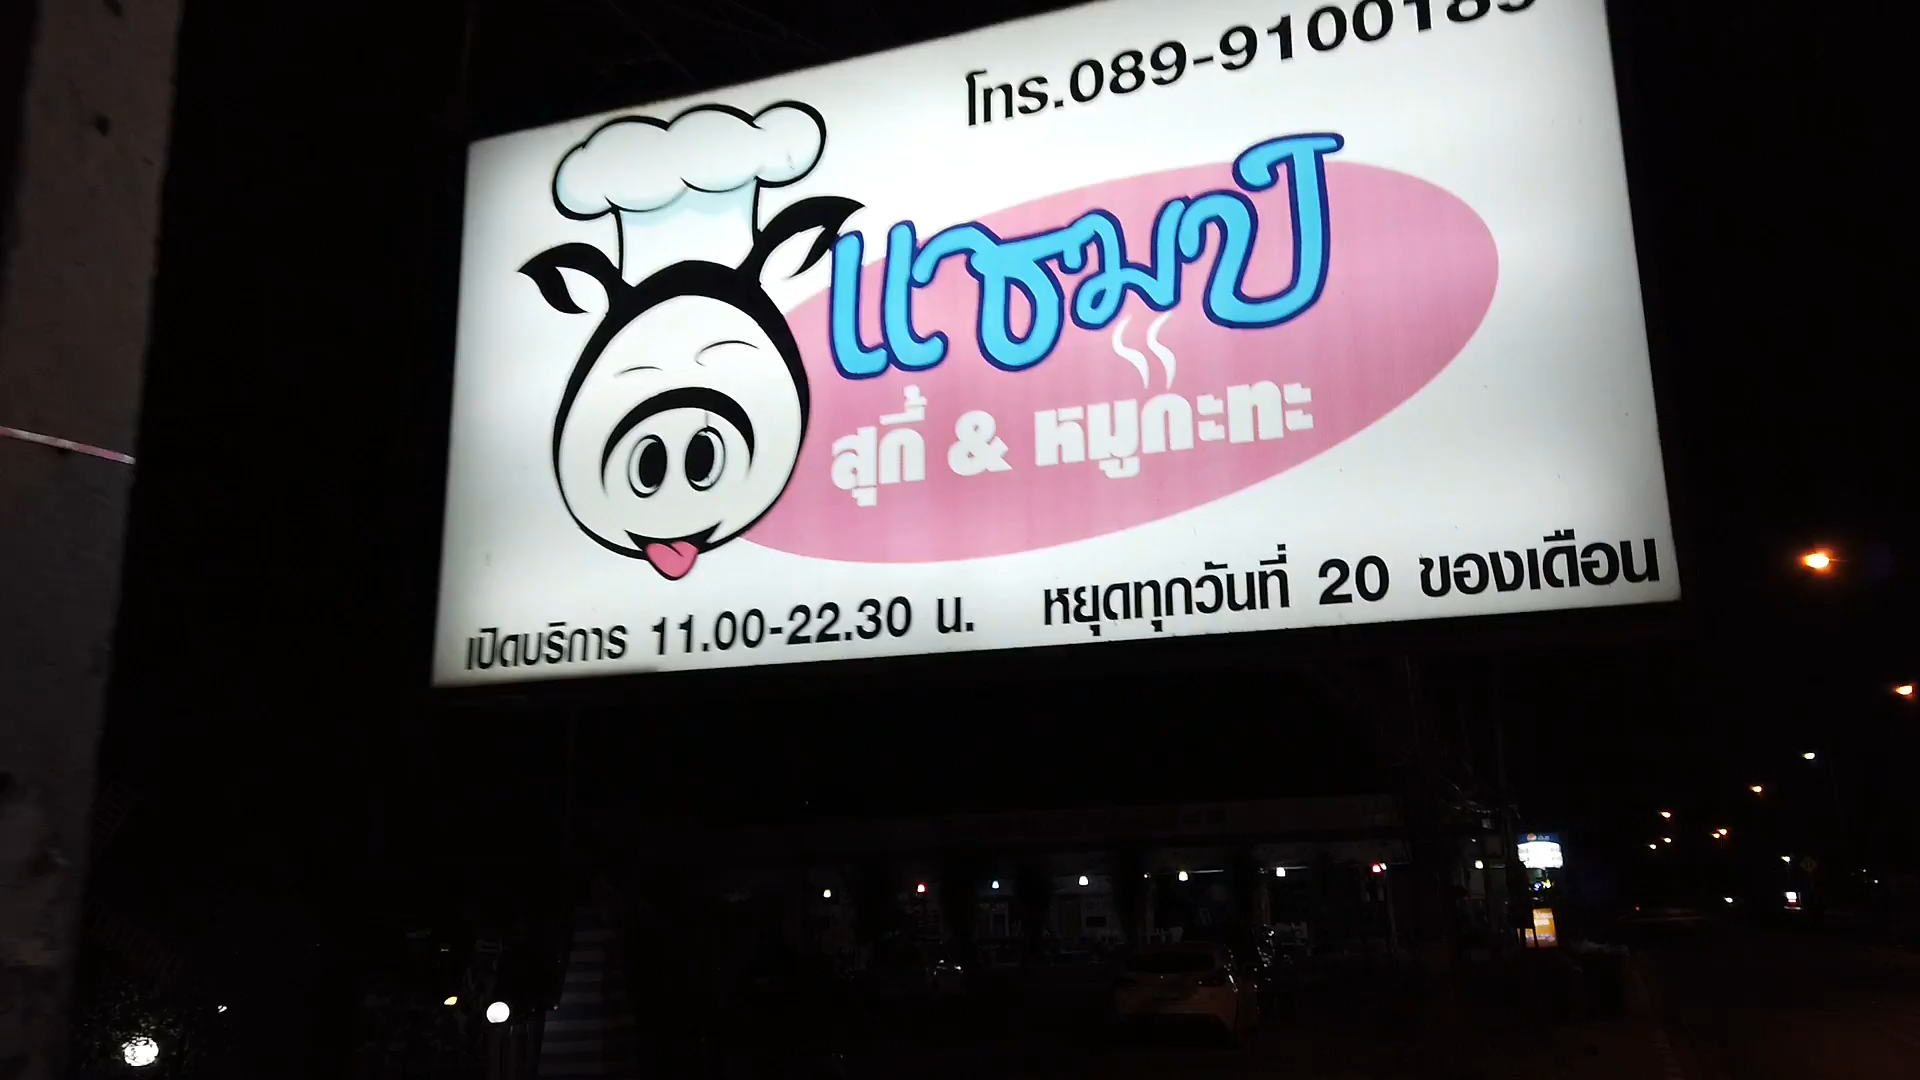 โทร.089-9100189
แชมป์
สุกี้ & หมูกะทะ
เปิดบริการ 11.00-22.30 น. หยุดทุกวันที่ 20 ของเดือน